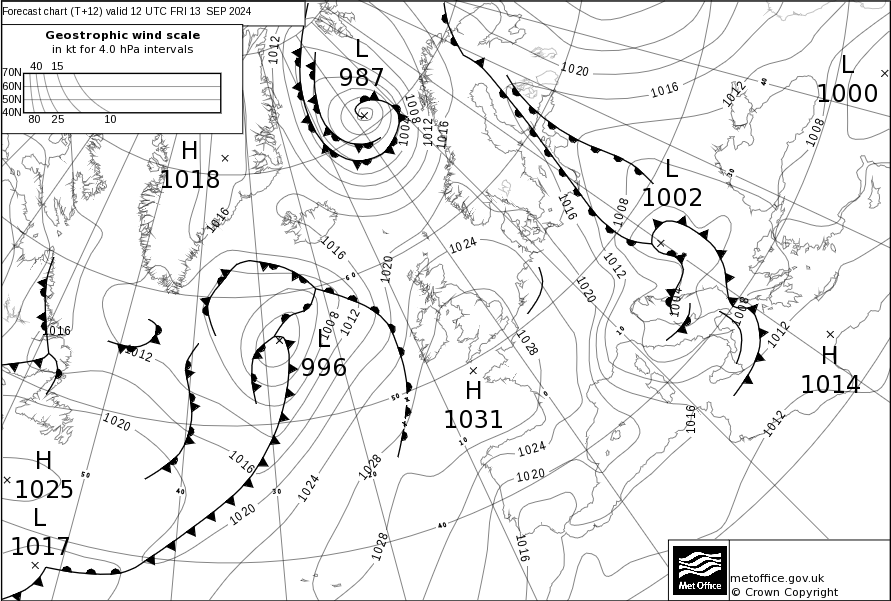 Forecast chart (T+12) valid 12 UTC FRI 13 SEP 2024
Geostrophic wind scale
in kt for 4.0 hPa intervals
40 15
70N
60N
50N
40N
80 25 10
L
987
L
1000
H
1018
L
1002
L
996
H
1014
H
1031
H
1025
L
1017
1012
1020
1016
1012
1008
1008
1004
1012
1016
1016
1016
1008
1016
1024
1020
1012
1020
1004
1008
1012
1008
1012
1016
1012
1028
1020
1016
1012
1016
1024
1020
1028
1024
1020
1028
1016
40
30
60
10
50
0
10
50
40
30
20
40
Met Office
metoffice.gov.uk
© Crown Copyright